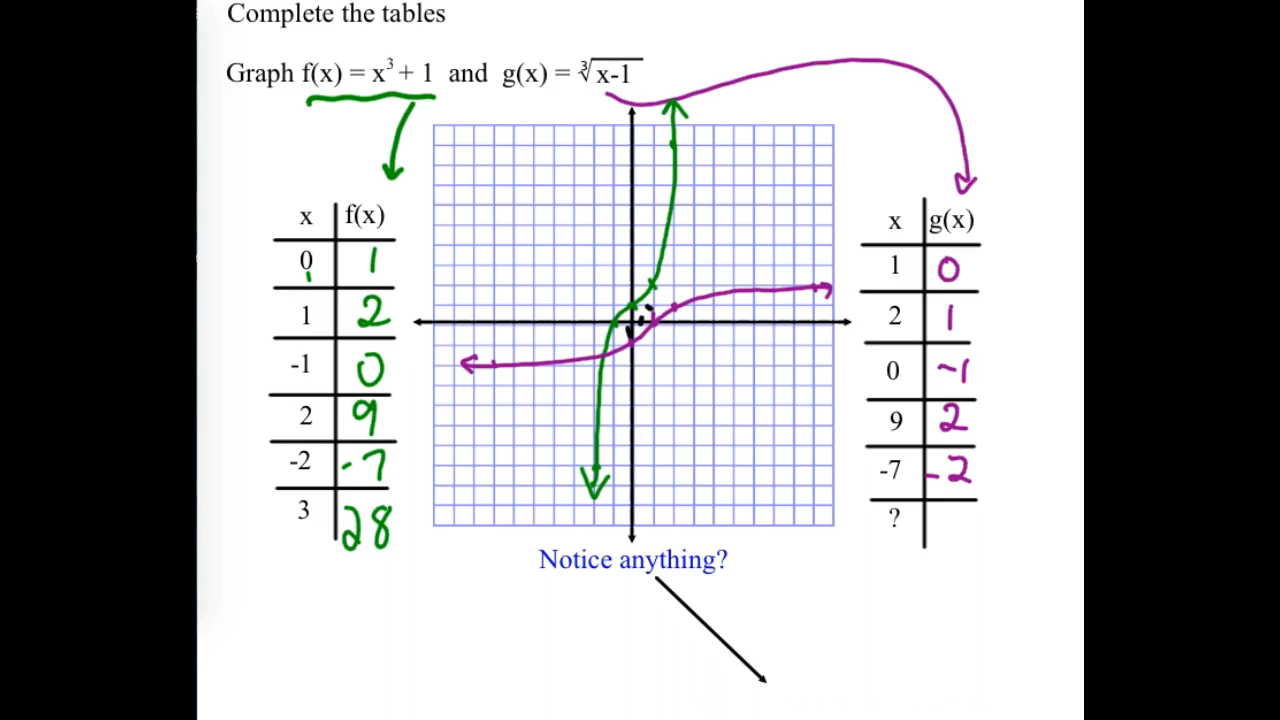 Complete the tables
Graph f(x) = x³ + 1 and g(x) = ∛x-1
x f(x)
0 1
1 2
-1 0
2 9
-2 -7
3 28
x g(x)
1 0
2 1
0 -1
9 2
-7 -2
?
Notice anything?